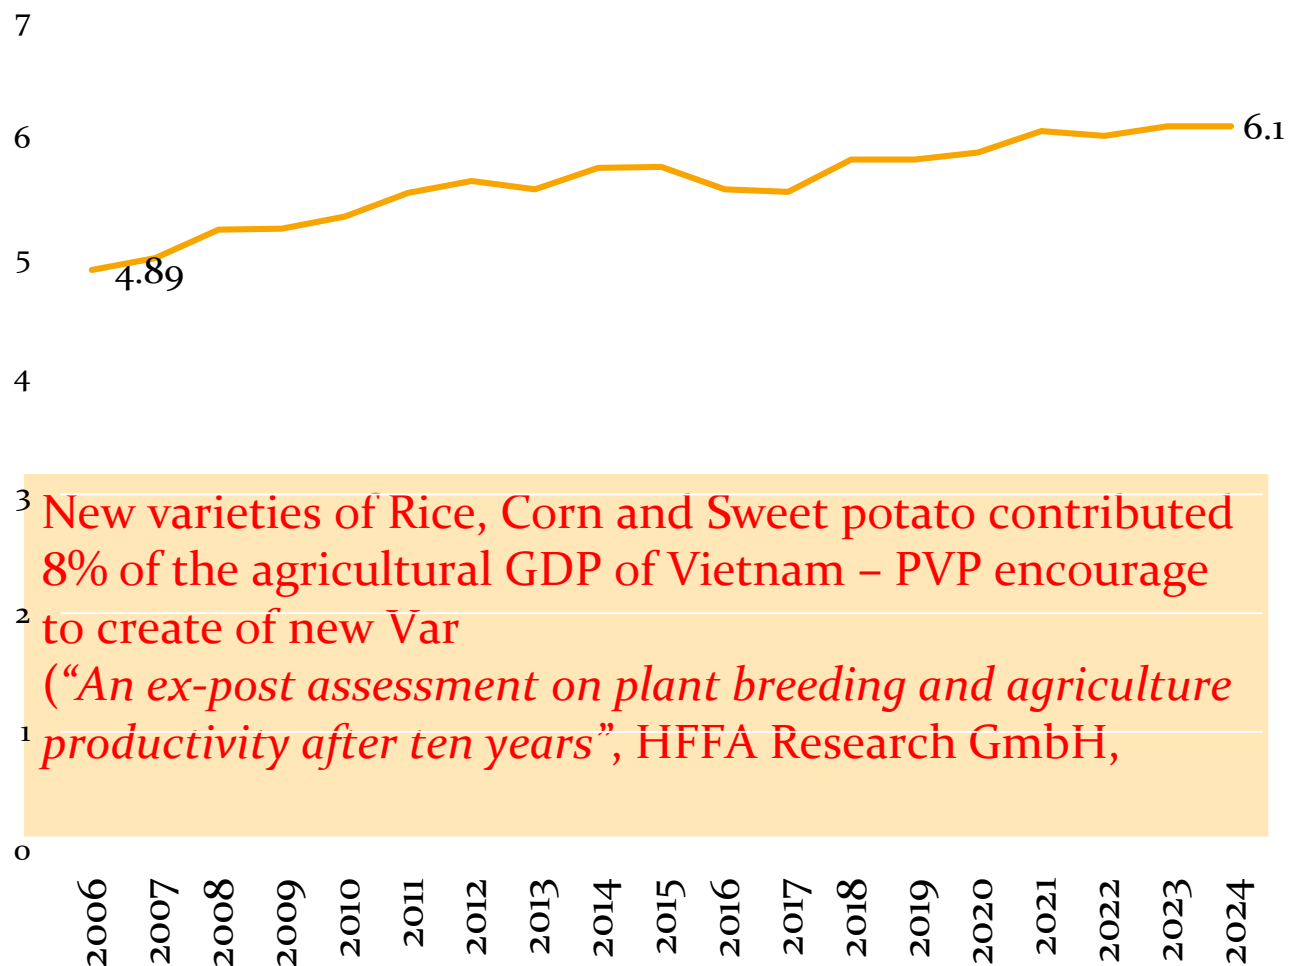 7
6
6.1
5
4.89
4
3
New varieties of Rice, Corn and Sweet potato contributed
8% of the agricultural GDP of Vietnam – PVP encourage
2
to create of new Var
(“An ex-post assessment on plant breeding and agriculture
1
productivity after ten years”, HFFA Research GmbH,
0
2006 2007 2008 2009 2010 2011 2012 2013 2014 2015 2016 2017 2018 2019 2020 2021 2022 2023 2024